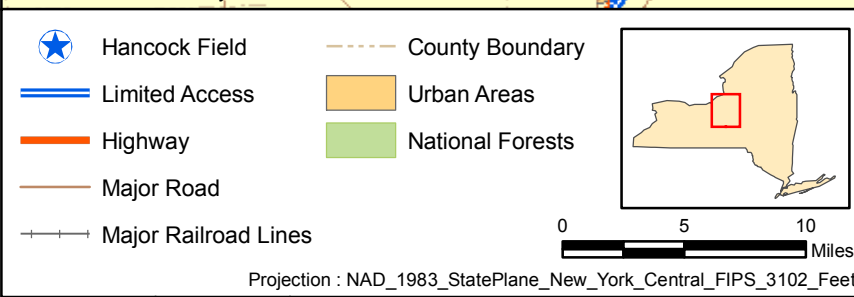 Hancock Field
Limited Access
Highway
Major Road
Major Railroad Lines
County Boundary
Urban Areas
National Forests
0 5 10
Miles
Projection : NAD_1983_StatePlane_New_York_Central_FIPS_3102_Feet